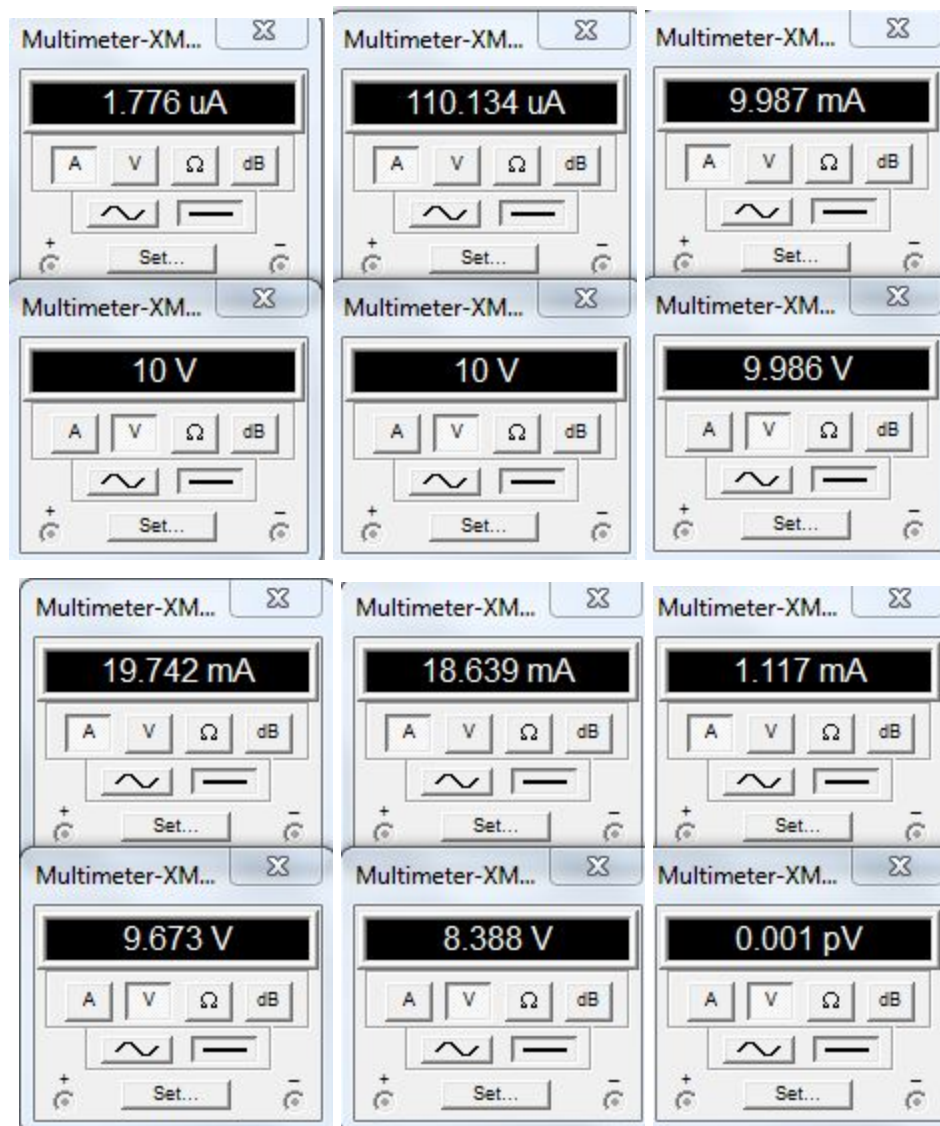 Multimeter-XM...
1.776 uA
A V Ω dB
+ Set... −
Multimeter-XM...
10 V
A V Ω dB
+ Set... −
Multimeter-XM...
110.134 uA
A V Ω dB
+ Set... −
Multimeter-XM...
10 V
A V Ω dB
+ Set... −
Multimeter-XM...
9.987 mA
A V Ω dB
+ Set... −
Multimeter-XM...
9.986 V
A V Ω dB
+ Set... −
Multimeter-XM...
19.742 mA
A V Ω dB
+ Set... −
Multimeter-XM...
9.673 V
A V Ω dB
+ Set... −
Multimeter-XM...
18.639 mA
A V Ω dB
+ Set... −
Multimeter-XM...
8.388 V
A V Ω dB
+ Set... −
Multimeter-XM...
1.117 mA
A V Ω dB
+ Set... −
Multimeter-XM...
0.001 pV
A V Ω dB
+ Set... −